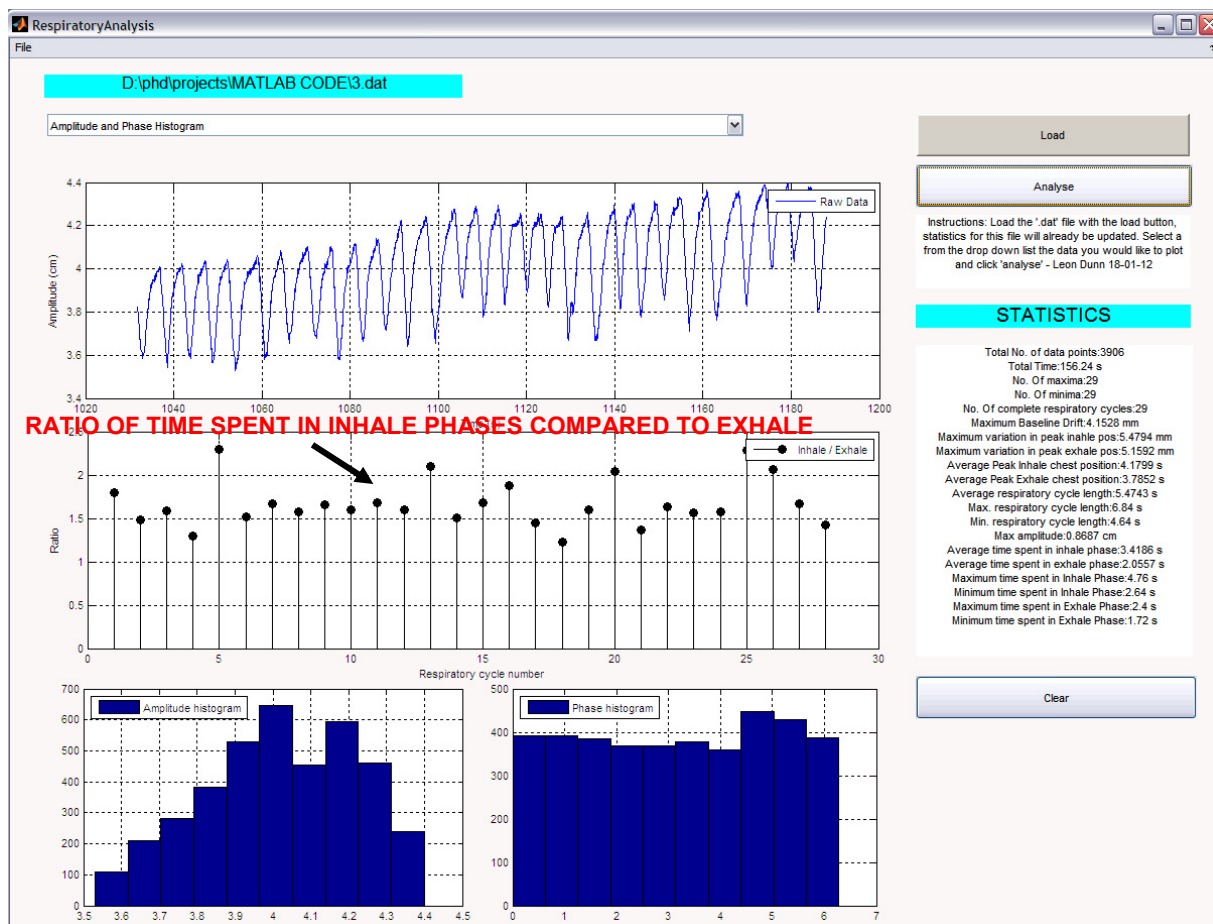 RespiratoryAnalysis
File
D:\phd\projects\MATLAB CODE\3.dat
Amplitude and Phase Histogram
Load
Analyse
Instructions: Load the '.dat' file with the load button,
statistics for this file will already be updated. Select a
from the drop down list the data you would like to plot
and click 'analyse' - Leon Dunn 18-01-12
STATISTICS
Total No. of data points:3906
Total Time:156.24 s
No. Of maxima:29
No. Of minima:29
No. Of complete respiratory cycles:29
Maximum Baseline Drift:4.1528 mm
Maximum variation in peak inahle pos:5.4794 mm
Maximum variation in peak exhale pos:5.1592 mm
Average Peak Inhale chest position:4.1799 s
Average Peak Exhale chest position:3.7852 s
Average respiratory cycle length:5.4743 s
Max. respiratory cycle length:6.84 s
Min. respiratory cycle length:4.64 s
Max amplitude:0.8687 cm
Average time spent in inhale phase:3.4186 s
Average time spent in exhale phase:2.0557 s
Maximum time spent in Inhale Phase:4.76 s
Minimum time spent in Inhale Phase:2.64 s
Maximum time spent in Exhale Phase:2.4 s
Minimum time spent in Exhale Phase:1.72 s
Clear
Raw Data
Amplitude (cm)
4.4
4.2
4
3.8
3.6
3.4
1020 1040 1060 1080 1100 1120 1140 1160 1180 1200
RATIO OF TIME SPENT IN INHALE PHASES COMPARED TO EXHALE
Inhale / Exhale
Ratio
2.5
2
1.5
1
0.5
0
0 5 10 15 20 25 30
Respiratory cycle number
Amplitude histogram
700
600
500
400
300
200
100
0
3.5 3.6 3.7 3.8 3.9 4 4.1 4.2 4.3 4.4 4.5
Phase histogram
500
400
300
200
100
0
0 1 2 3 4 5 6 7